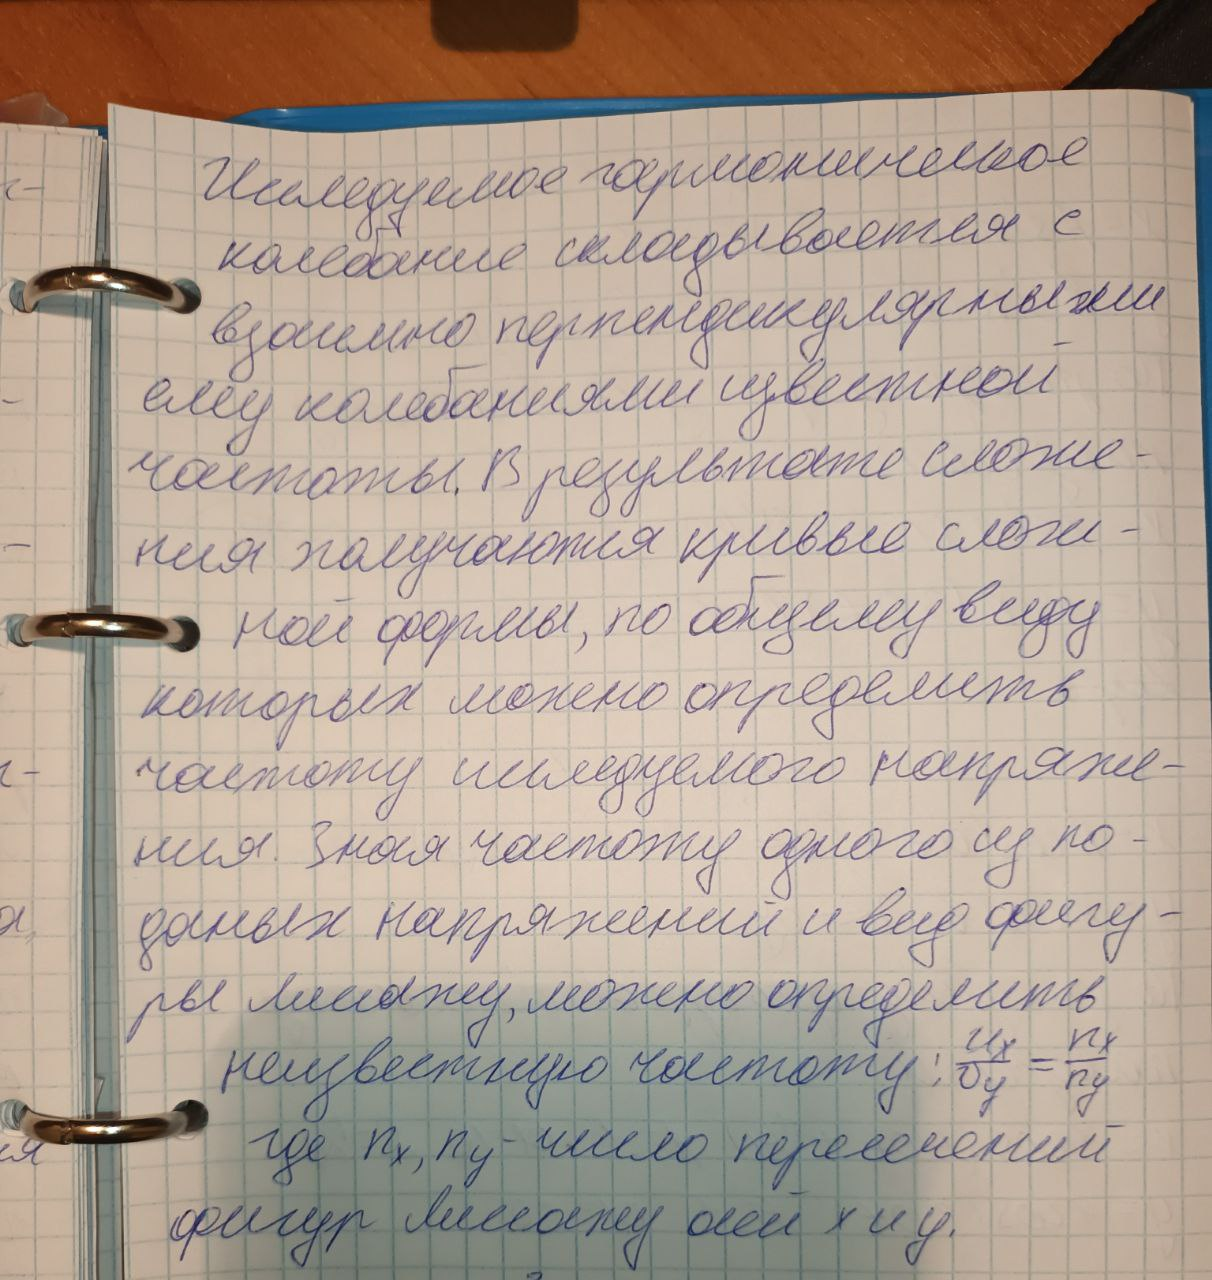 Исследуемое гармоническое
колебание складывается с
взаимно перпендикулярными
ему колебаниями известной
частоты. В результате сложе-
ния получаются кривые слож-
ной формы, по общему виду
которых можно определить
частоту исследуемого напряже-
ния. Зная частоту одного из по-
даных напряжений и вид фигу-
ры Лиссажу, можно определить
неизвестную частоту: Ux/Uy = nx/ny
где nx, ny - число пересечений
фигур Лиссажу осей x и y.